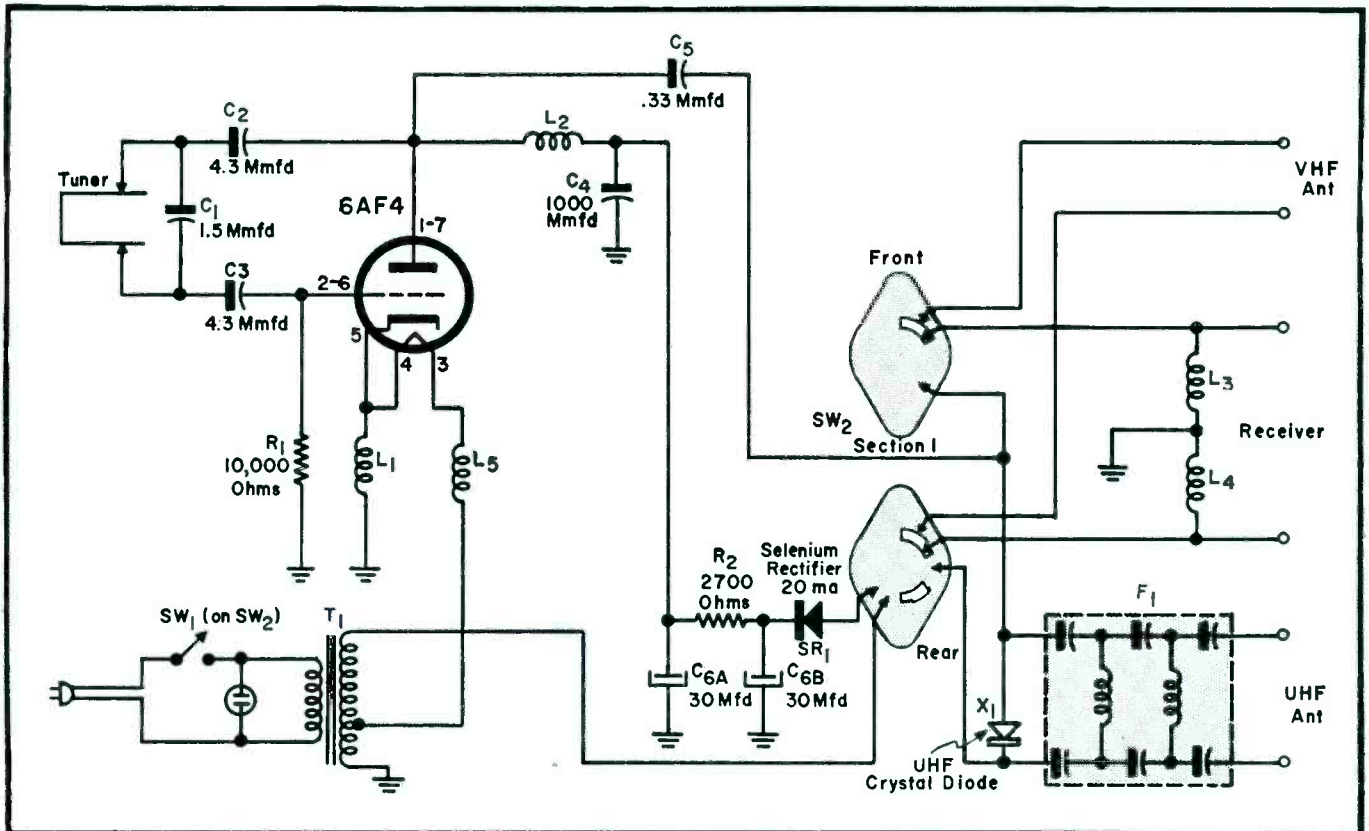 C5
.33 Mmfd
C2
4.3 Mmfd
L2
Tuner
C1
1.5 Mmfd
6AF4
C4
1000
Mmfd
VHF
Ant
1-7
C3
4.3 Mmfd
2-6
5
4
3
Front
SW2
Section I
L3
Receiver
L4
R1
10,000
Ohms
L1
L5
R2
2700
Ohms
Selenium
Rectifier
20 ma
SR1
Rear
F1
SW1 (on SW2)
T1
C6A
30 Mfd
C6B
30 Mfd
X1
UHF
Crystal Diode
UHF
Ant